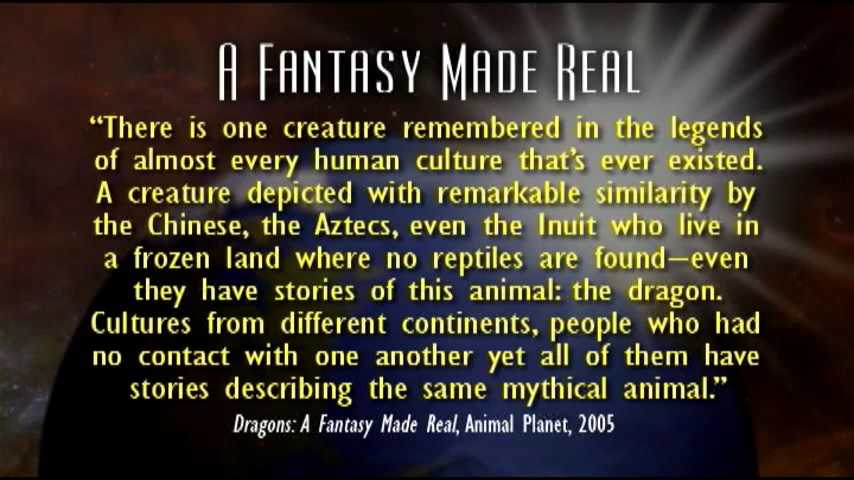 A Fantasy Made Real
“There is one creature remembered in the legends
of almost every human culture that’s ever existed.
A creature depicted with remarkable similarity by
the Chinese, the Aztecs, even the Inuit who live in
a frozen land where no reptiles are found—even
they have stories of this animal: the dragon.
Cultures from different continents, people who had
no contact with one another yet all of them have
stories describing the same mythical animal.”
Dragons: A Fantasy Made Real, Animal Planet, 2005